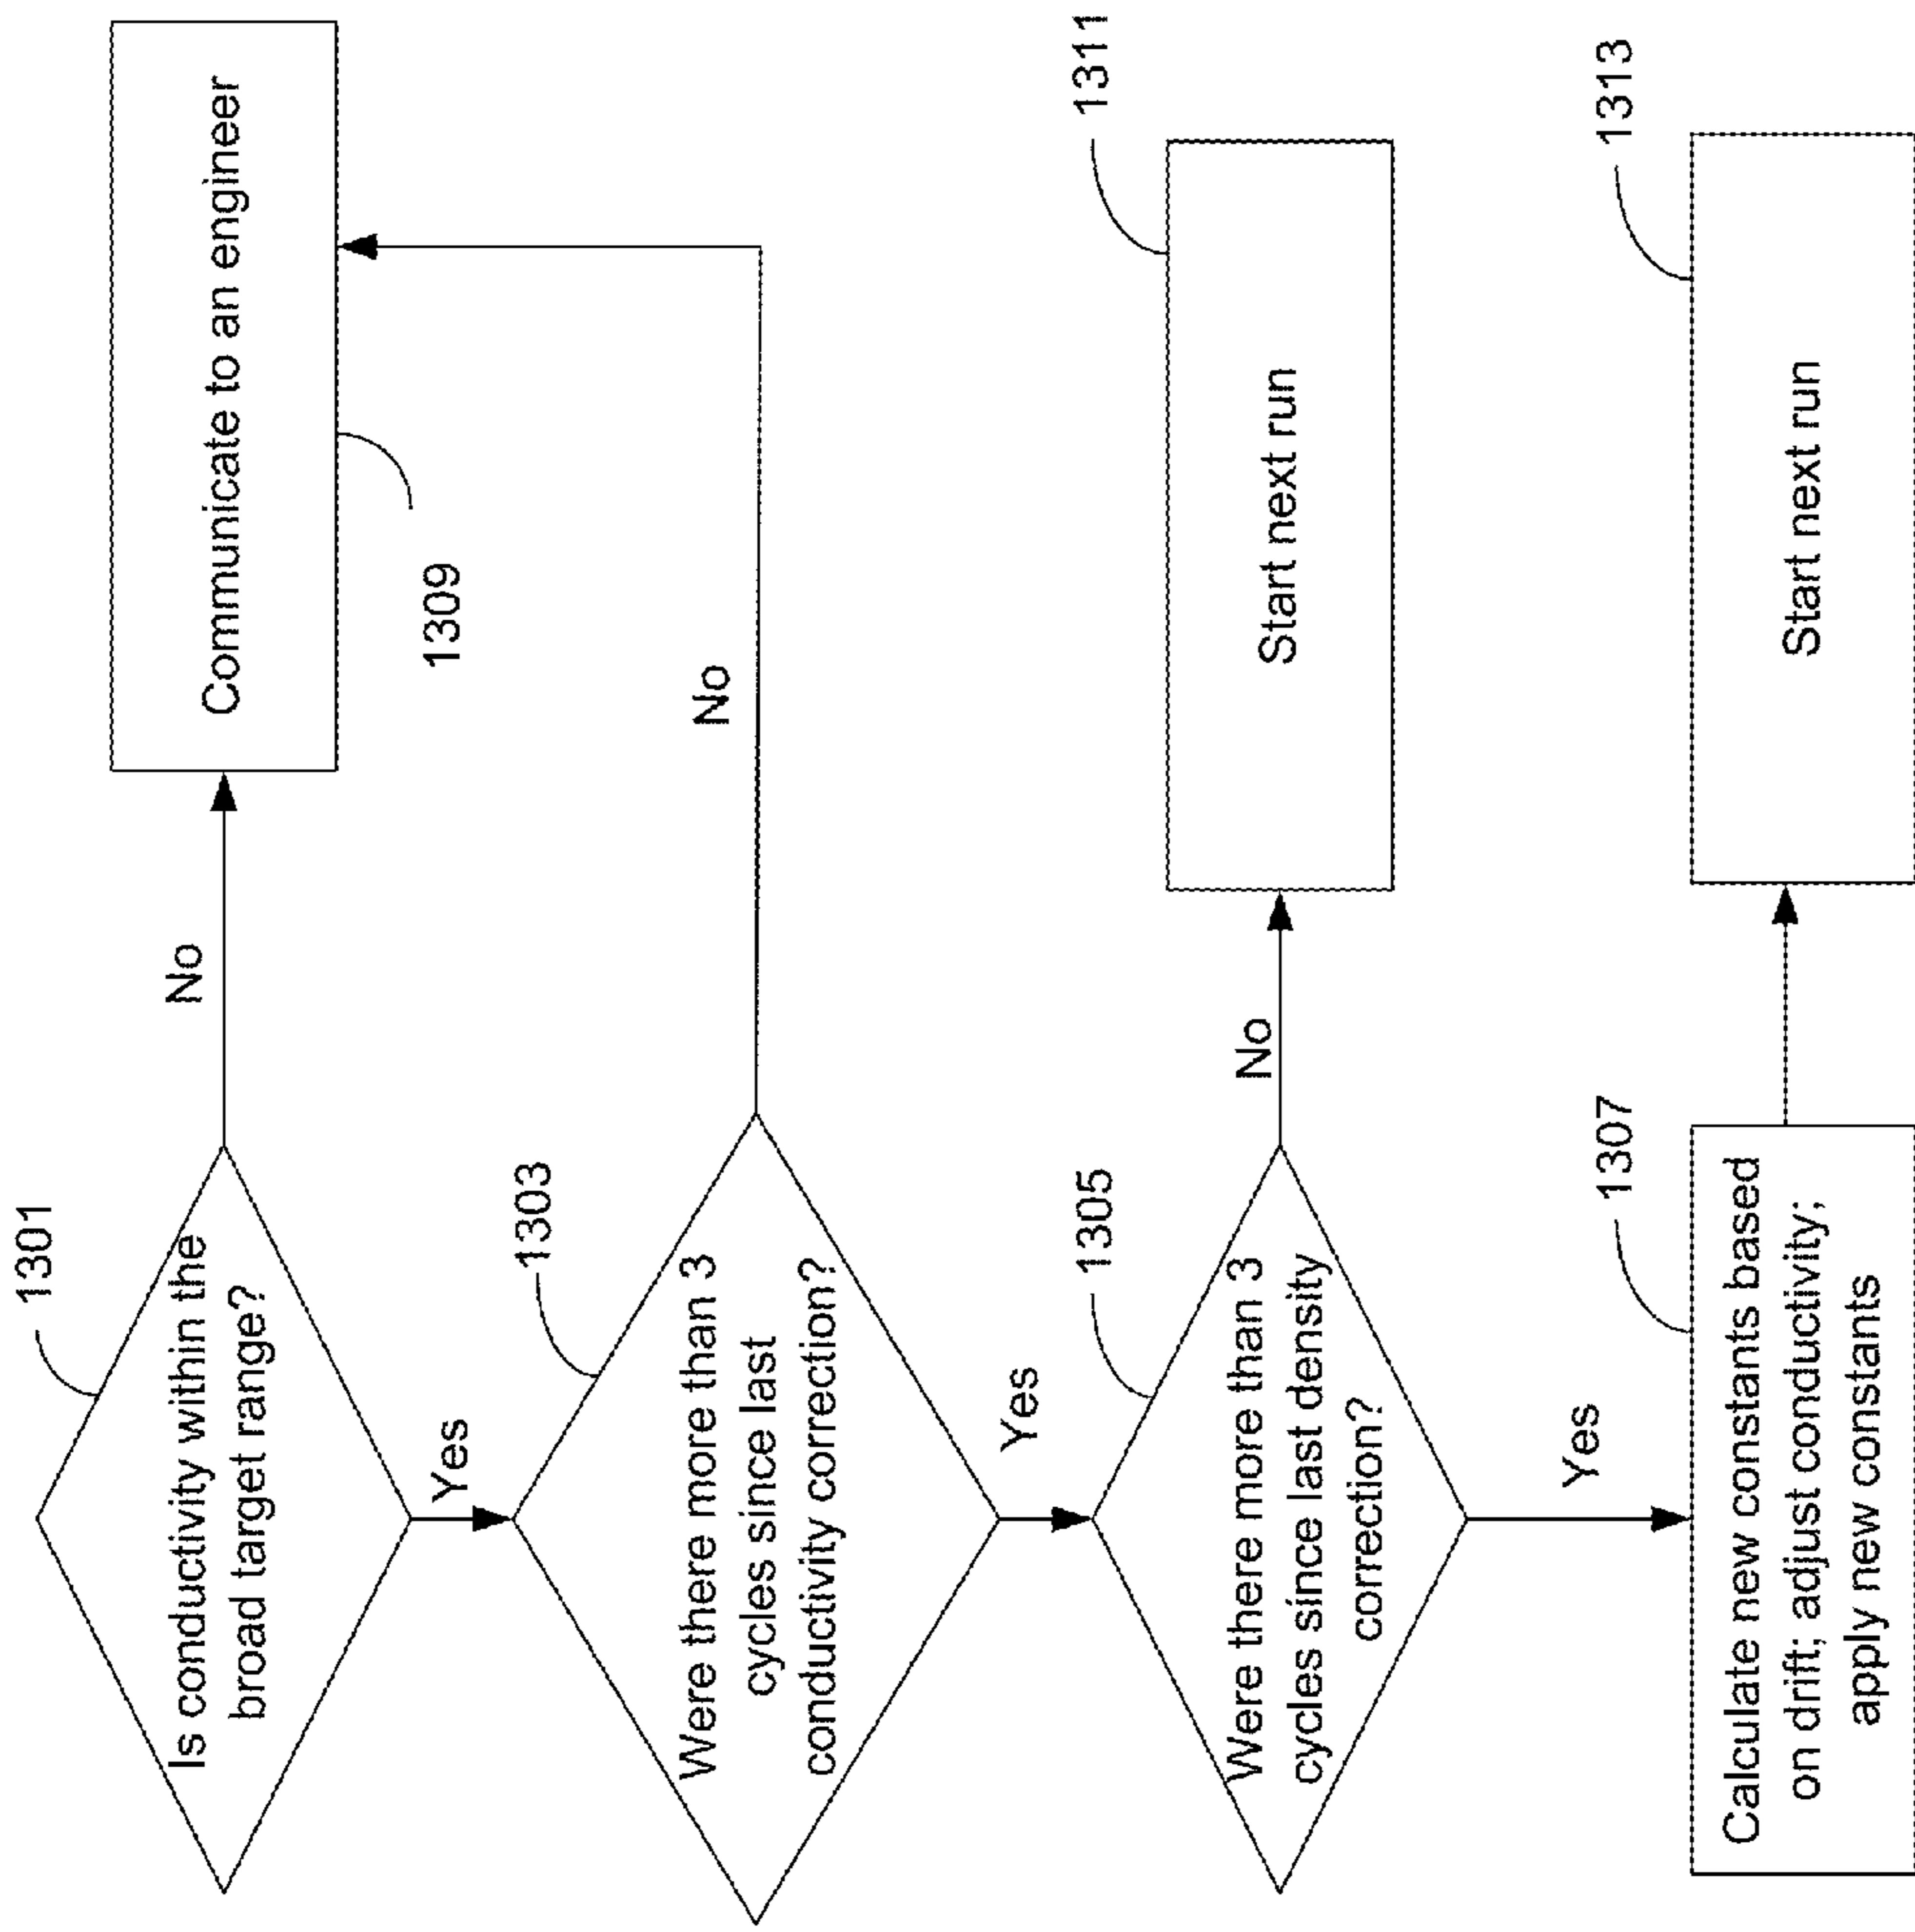 1301
Is conductivity within the
broad target range?
No
Communicate to an engineer
1309
Yes
1303
Were there more than 3
cycles since last
conductivity correction?
No
Yes
1305
Were there more than 3
cycles since last density
correction?
No
Start next run
1311
Yes
1307
Calculate new constants based
on drift; adjust conductivity;
apply new constants
Start next run
1313